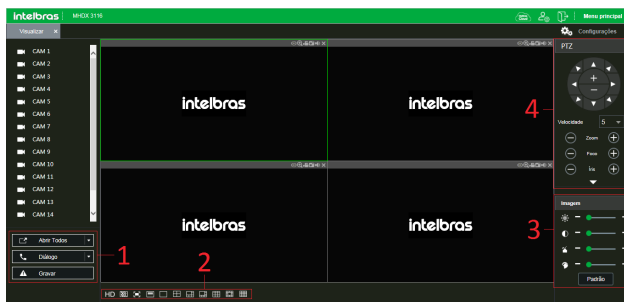 intelbras MHDX 3116 Menu principal
Visualizar × Configurações
CAM 1
CAM 2
CAM 3
CAM 4
CAM 5
CAM 6
CAM 7
CAM 8
CAM 9
CAM 10
CAM 11
CAM 12
CAM 13
CAM 14
Abrir Todos
Diálogo
Gravar
1
intelbras
intelbras
intelbras
intelbras
HD
2
PTZ
4
Velocidade 5
Zoom
Foco
Íris
Imagem
3
Padrão